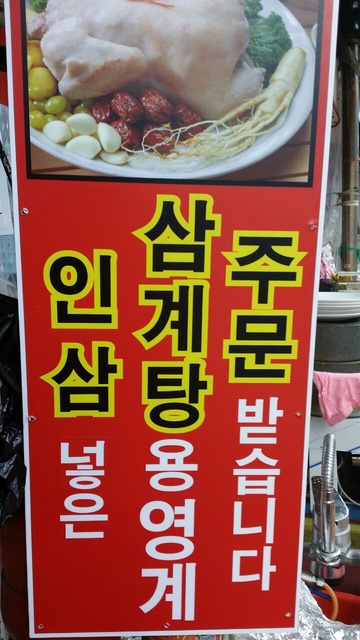 인삼 넣은
삼계탕용 영계
주문 받습니다